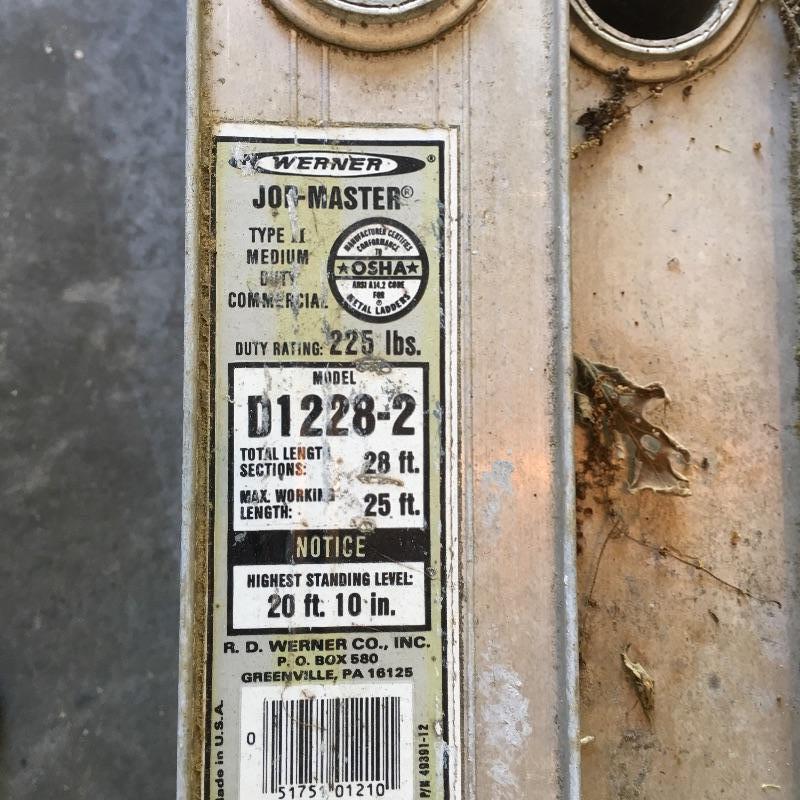 WERNER®
JOB-MASTER®
TYPE II
MEDIUM
DUTY
COMMERCIAL
MANUFACTURER CERTIFIES
CONFORMANCE
TO
★OSHA★
ANSI A14.2 CODE
FOR
METAL LADDERS
DUTY RATING: 225 lbs.
MODEL
D1228-2
TOTAL LENGTH
SECTIONS: 28 ft.
MAX. WORKING
LENGTH: 25 ft.
NOTICE
HIGHEST STANDING LEVEL:
20 ft. 10 in.
R. D. WERNER CO., INC.
P. O. BOX 580
GREENVILLE, PA 16125
Made in U.S.A.
0
51751 01210
P/N 49391-12